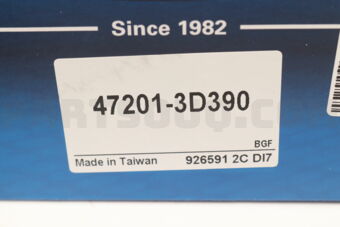 Since 1982
47201-3D390
BGF
Made in Taiwan 926591 2C DI7